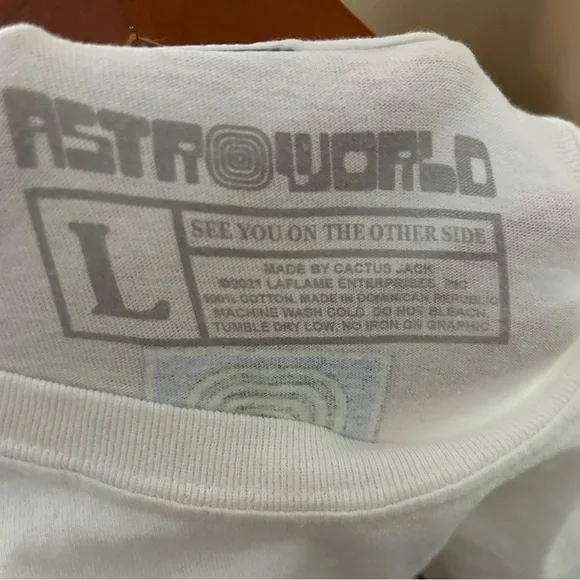 ASTROWORLD
L
SEE YOU ON THE OTHER SIDE
MADE BY CACTUS JACK
©2021 LAFLAME ENTERPRISES, INC
100% COTTON. MADE IN DOMINICAN REPUBLIC
MACHINE WASH COLD. DO NOT BLEACH.
TUMBLE DRY LOW. NO IRON ON GRAPHIC.